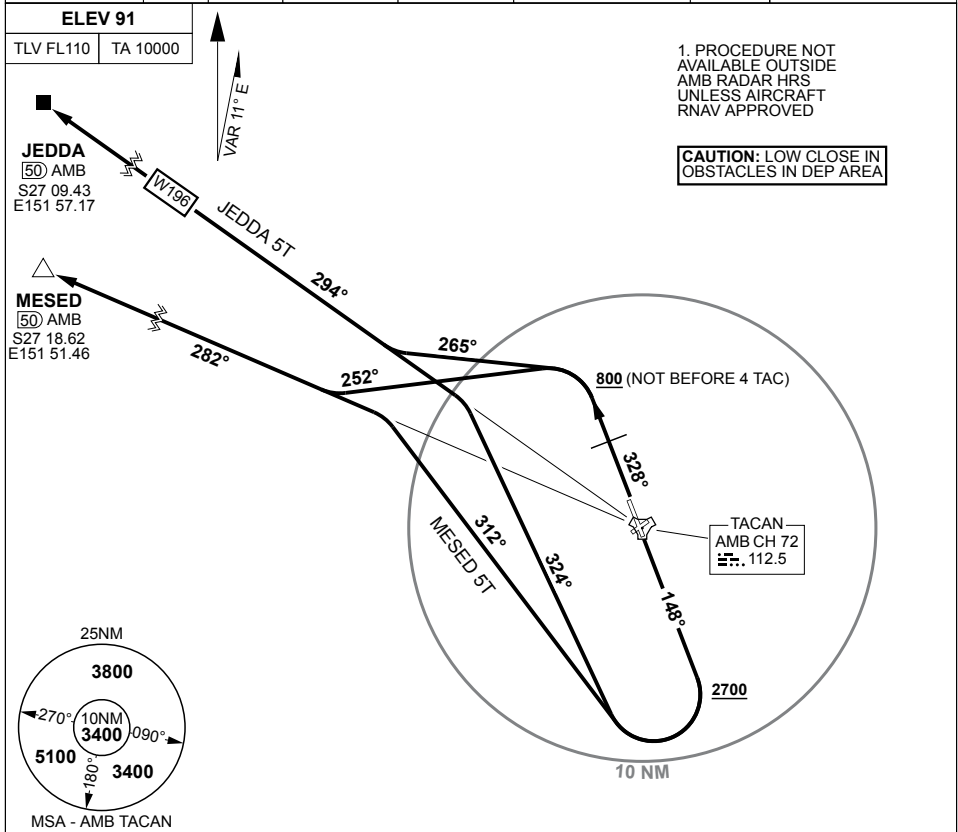 ELEV 91
TLV FL110 TA 10000
VAR 11° E
1. PROCEDURE NOT
AVAILABLE OUTSIDE
AMB RADAR HRS
UNLESS AIRCRAFT
RNAV APPROVED
CAUTION: LOW CLOSE IN
OBSTACLES IN DEP AREA
JEDDA
50 AMB
S27 09.43
E151 57.17
W196
JEDDA 5T
294°
MESED
50 AMB
S27 18.62
E151 51.46
282°
265°
252°
800 (NOT BEFORE 4 TAC)
328°
TACAN
AMB CH 72
112.5
312°
MESED 5T
324°
148°
2700
10 NM
25NM
3800
270°
10NM
3400
090°
5100
180°
3400
MSA - AMB TACAN